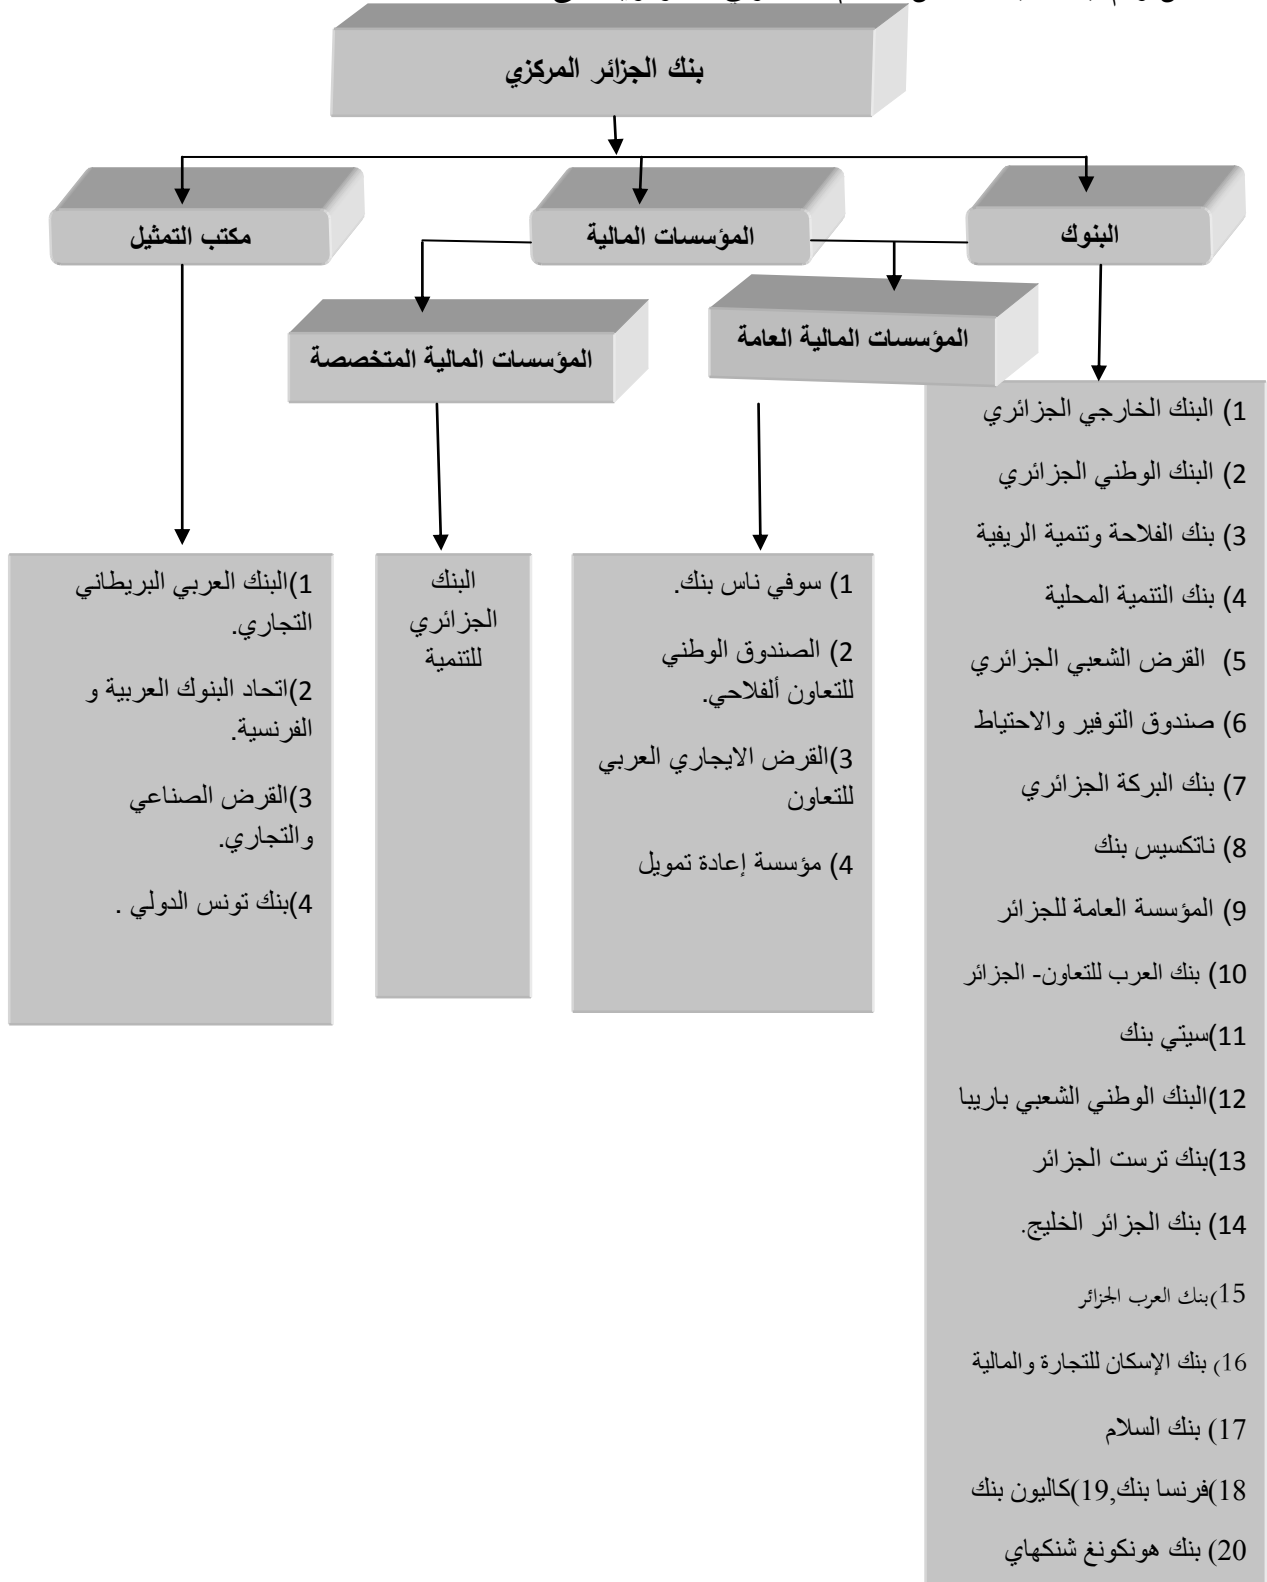 بنك الجزائر المركزي
البنوك
المؤسسات المالية
مكتب التمثيل
المؤسسات المالية العامة
المؤسسات المالية المتخصصة
1) البنك الخارجي الجزائري
2) البنك الوطني الجزائري
3) بنك الفلاحة وتنمية الريفية
4) بنك التنمية المحلية
5) القرض الشعبي الجزائري
6) صندوق التوفير والاحتياط
7) بنك البركة الجزائري
8) ناتكسيس بنك
9) المؤسسة العامة للجزائر
10) بنك العرب للتعاون- الجزائر
11)سيتي بنك
12)البنك الوطني الشعبي باريبا
13)بنك ترست الجزائر
14) بنك الجزائر الخليج.
15)بنك العرب الجزائر
16) بنك الإسكان للتجارة والمالية
17) بنك السلام
18)فرنسا بنك,19)كاليون بنك
20) بنك هونكونغ شنكهاي
1) سوفي ناس بنك.
2) الصندوق الوطني
للتعاون ألفلاحي.
3)القرض الايجاري العربي
للتعاون
4) مؤسسة إعادة تمويل
البنك
الجزائري
للتنمية
1)البنك العربي البريطاني
التجاري.
2)اتحاد البنوك العربية و
الفرنسية.
3)القرض الصناعي
والتجاري.
4)بنك تونس الدولي .